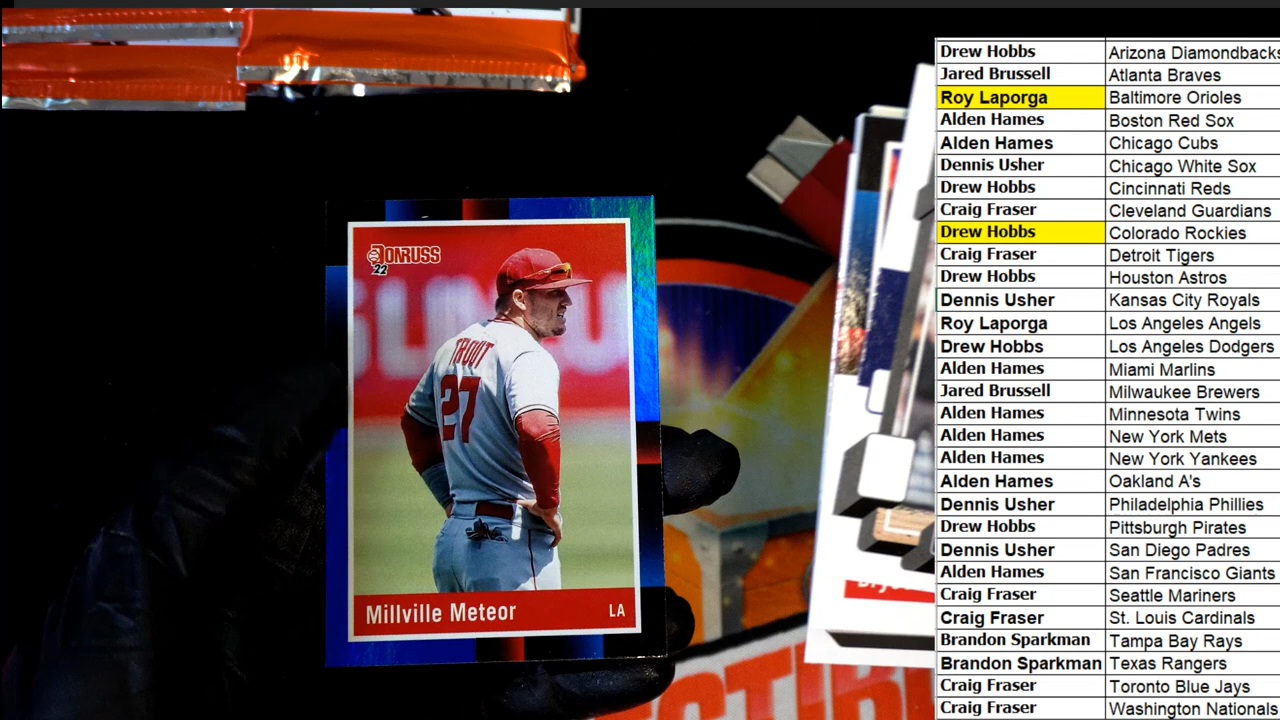 DONRUSS
'22
TROUT
27
Millville Meteor
LA
Drew Hobbs Arizona Diamondbacks
Jared Brussell Atlanta Braves
Roy Laporga Baltimore Orioles
Alden Hames Boston Red Sox
Alden Hames Chicago Cubs
Dennis Usher Chicago White Sox
Drew Hobbs Cincinnati Reds
Craig Fraser Cleveland Guardians
Drew Hobbs Colorado Rockies
Craig Fraser Detroit Tigers
Drew Hobbs Houston Astros
Dennis Usher Kansas City Royals
Roy Laporga Los Angeles Angels
Drew Hobbs Los Angeles Dodgers
Alden Hames Miami Marlins
Jared Brussell Milwaukee Brewers
Alden Hames Minnesota Twins
Alden Hames New York Mets
Alden Hames New York Yankees
Alden Hames Oakland A's
Dennis Usher Philadelphia Phillies
Drew Hobbs Pittsburgh Pirates
Dennis Usher San Diego Padres
Alden Hames San Francisco Giants
Craig Fraser Seattle Mariners
Craig Fraser St. Louis Cardinals
Brandon Sparkman Tampa Bay Rays
Brandon Sparkman Texas Rangers
Craig Fraser Toronto Blue Jays
Craig Fraser Washington Nationals